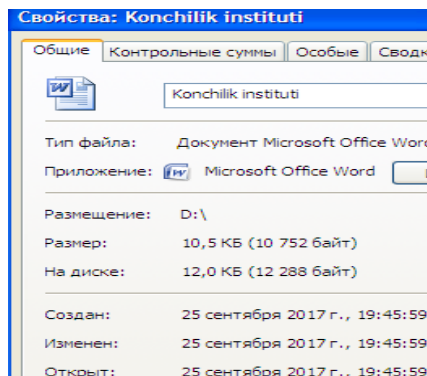 Свойства: Konchilik instituti
Общие Контрольные суммы Особые Сводк
Konchilik instituti
Тип файла: Документ Microsoft Office Word
Приложение: Microsoft Office Word
Размещение: D:\
Размер: 10,5 КБ (10 752 байт)
На диске: 12,0 КБ (12 288 байт)
Создан: 25 сентября 2017 г., 19:45:59
Изменен: 25 сентября 2017 г., 19:45:59
Открыт: 25 сентября 2017 г., 19:45:59